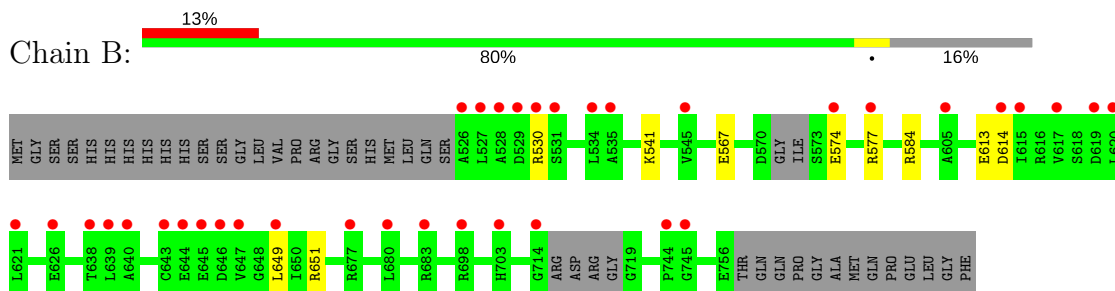 13%
Chain B:
80%
•
16%
MET GLY SER SER HIS HIS HIS HIS HIS HIS SER SER GLY LEU VAL PRO ARG GLY SER HIS MET LEU GLN SER A526 L527 A528 D529 R530 S531 L534 A535 K541 V545 E567 D570 GLY ILE S573 E574 R577 R584 A605 E613 D614 I615 R616 V617 S618 D619 L620
L621 E626 T638 L639 A640 C643 E644 E645 D646 V647 G648 L649 I650 R651 R677 L680 R683 R698 H703 G714 ARG ASP ARG GLY G719 P744 G745 E756 THR GLN GLN PRO GLY ALA MET GLN PRO GLU LEU GLY PHE